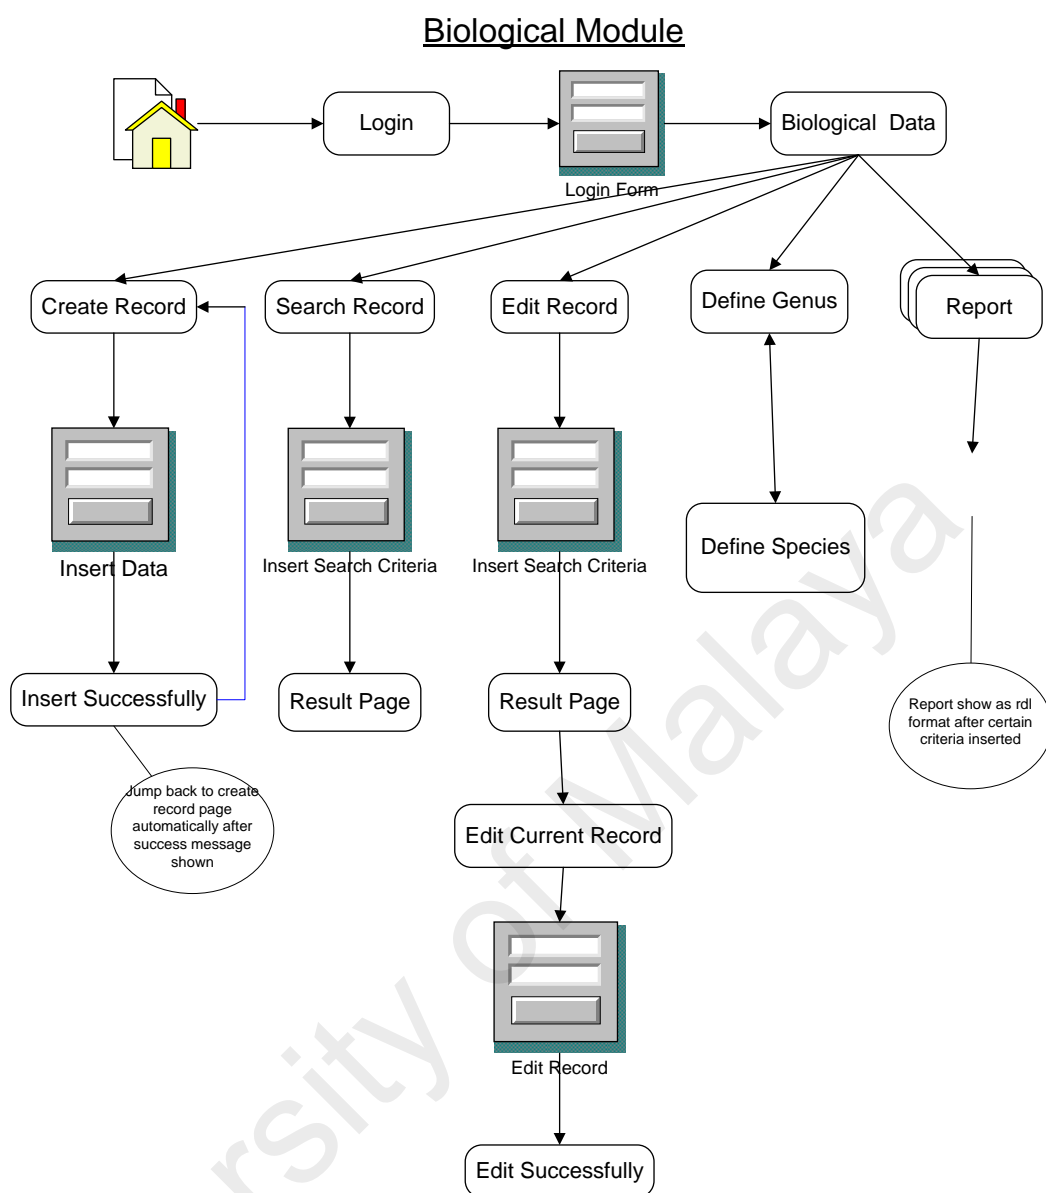 Biological Module
Login
Biological Data
Login Form
Create Record
Search Record
Edit Record
Define Genus
Report
Insert Data
Insert Search Criteria
Insert Search Criteria
Define Species
Insert Successfully
Result Page
Result Page
Report show as rdl
format after certain
criteria inserted
Jump back to create
record page
automatically after
success message
shown
Edit Current Record
Edit Record
Edit Successfully
rsity of Malaya